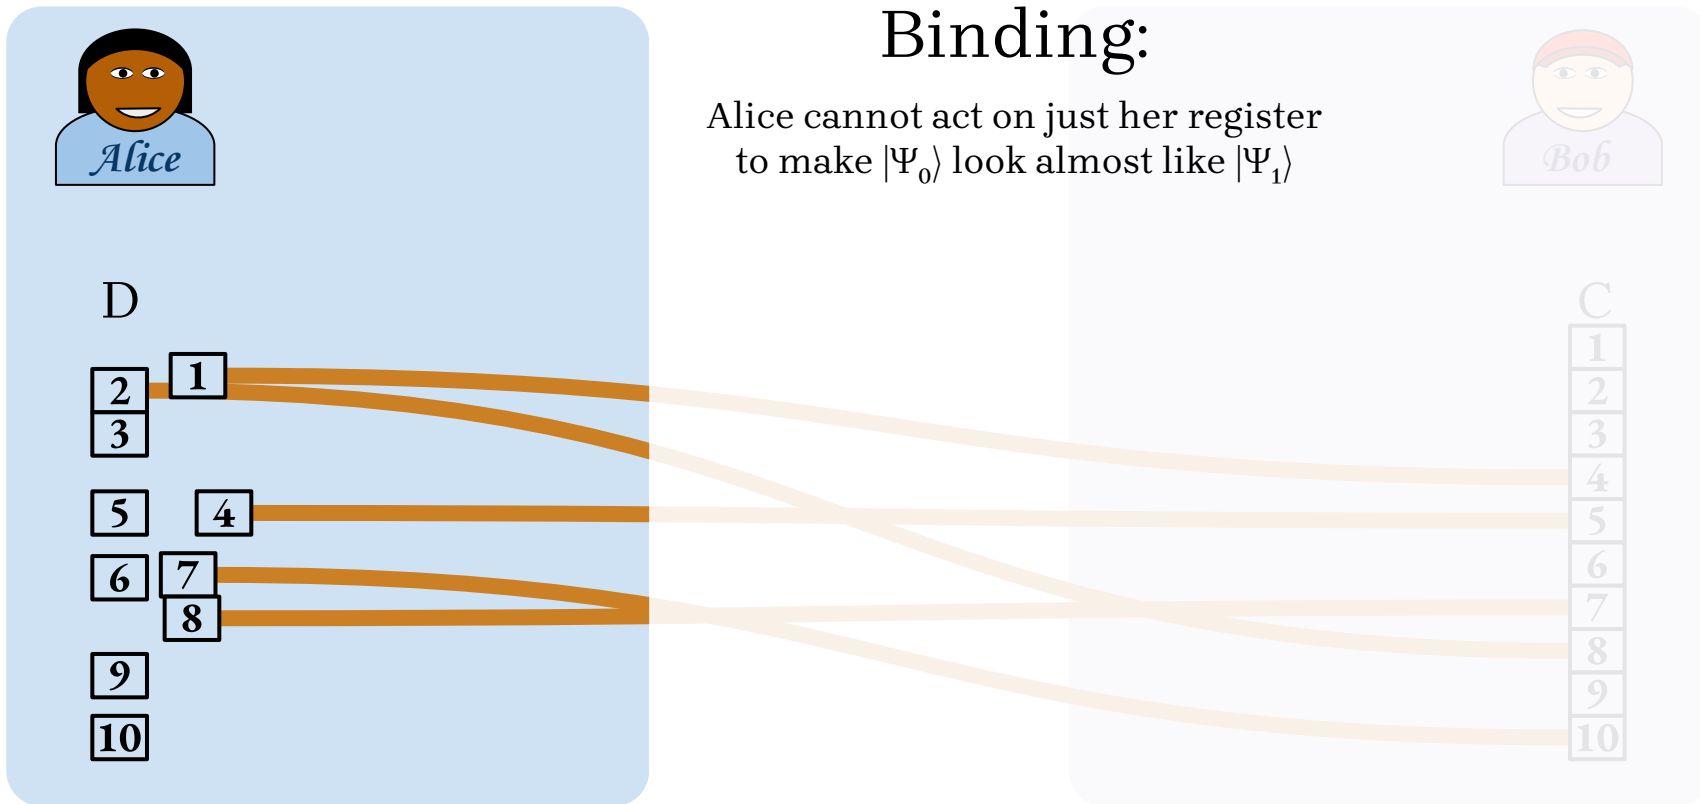 Binding:
Alice cannot act on just her register
to make |Ψ₀⟩ look almost like |Ψ₁⟩
Alice
Bob
D
C
1
2
3
5
4
6
7
8
9
10
1
2
3
4
5
6
7
8
9
10